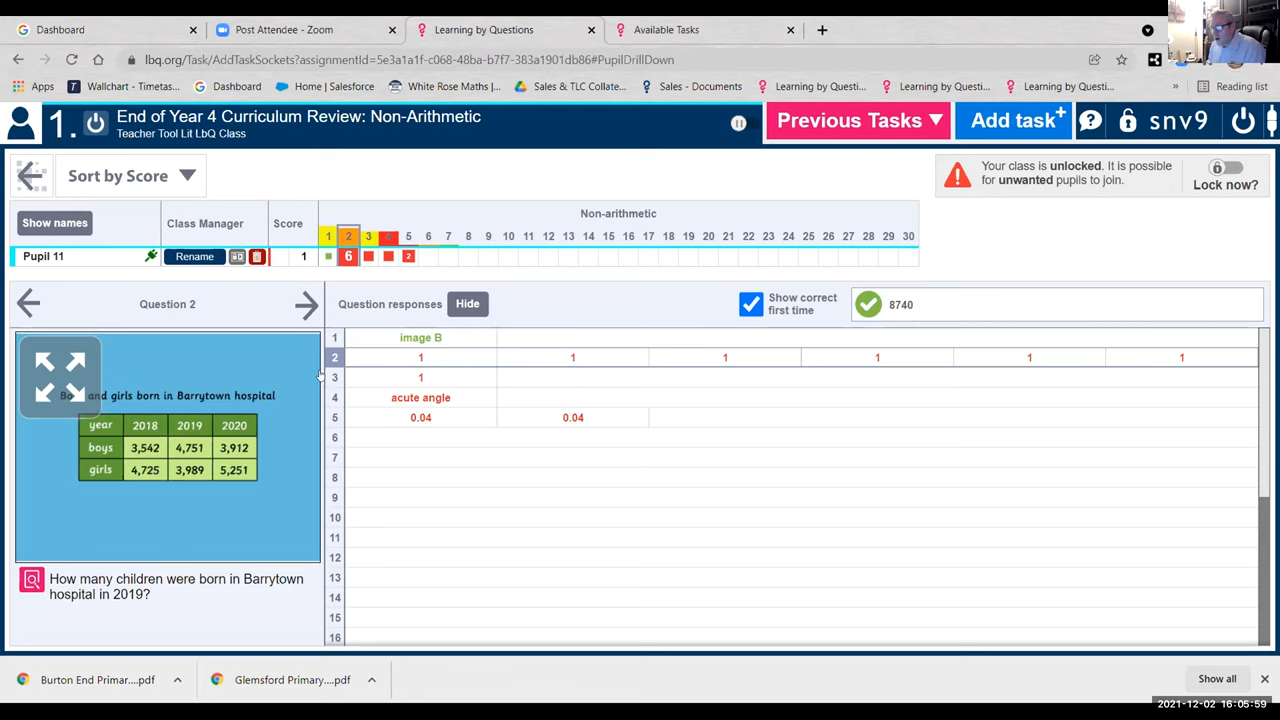 Dashboard
Post Attendee - Zoom
Learning by Questions
Available Tasks
lbq.org/Task/AddTaskSockets?assignmentId=5e3a1a1f-c068-48b1-b7f7-383a1901db86#PupilDrillDown
Apps
Wallchart - Timetas...
Dashboard
Home | Salesforce
White Rose Maths |...
Sales & TLC Collate...
Sales - Documents
Learning by Questi...
Learning by Questi...
Learning by Questi...
»
Reading list
1.
End of Year 4 Curriculum Review: Non-Arithmetic
Teacher Tool Lit LbQ Class
Previous Tasks
Add task+
snv9
Sort by Score
Your class is unlocked. It is possible
for unwanted pupils to join.
Lock now?
Show names
Class Manager
Score
Non-arithmetic
1 2 3 4 5 6 7 8 9 10 11 12 13 14 15 16 17 18 19 20 21 22 23 24 25 26 27 28 29 30
Pupil 11
Rename
1
6
2
Question 2
Question responses
Hide
Show correct
first time
8740
and girls born in Barrytown hospital
year 2018 2019 2020
boys 3,542 4,751 3,912
girls 4,725 3,989 5,251
How many children were born in Barrytown
hospital in 2019?
1 image B
2 1 1 1 1 1 1
3 1
4 acute angle
5 0.04 0.04
6
7
8
9
10
11
12
13
14
15
16
Burton End Primar....pdf
Glemsford Primary....pdf
Show all
2021-12-02 16:05:59